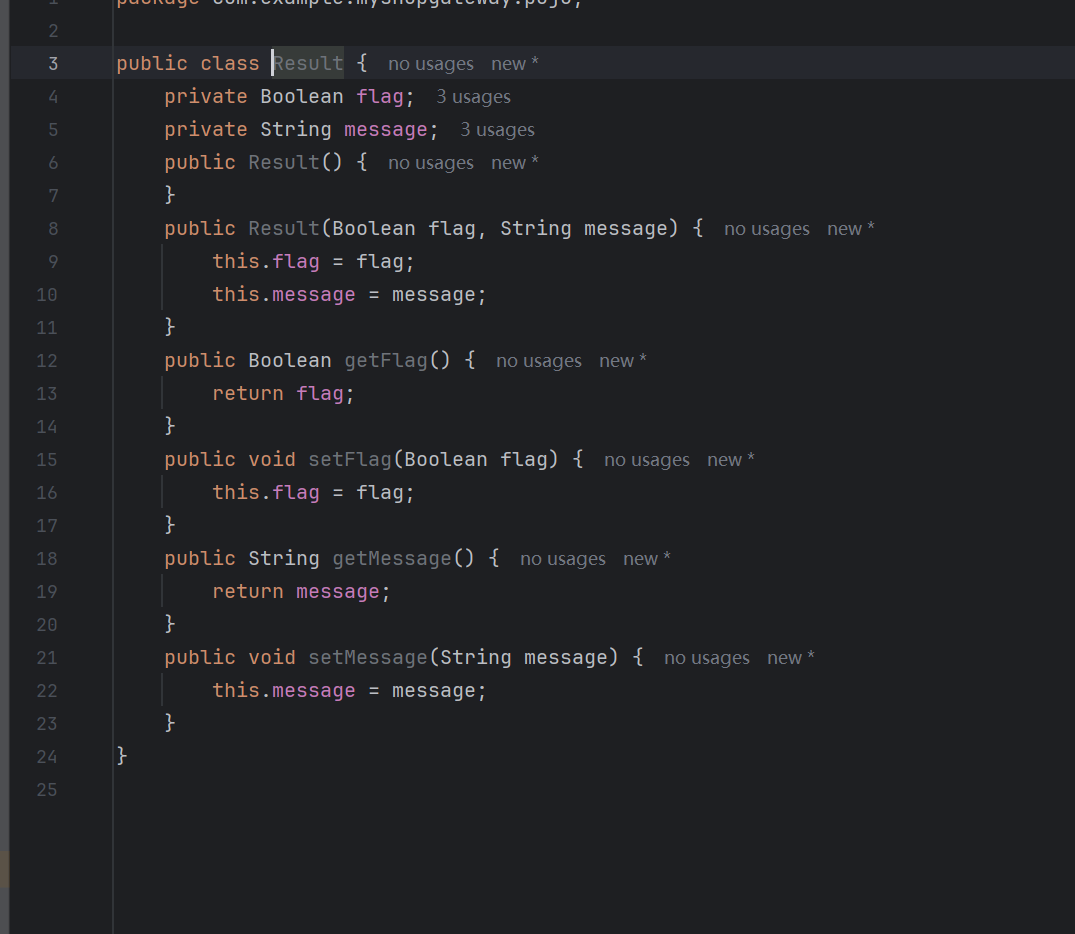 package com.example.myshopgateway.pojo;
2
3 public class Result { no usages new *
4 private Boolean flag; 3 usages
5 private String message; 3 usages
6 public Result() { no usages new *
7 }
8 public Result(Boolean flag, String message) { no usages new *
9 this.flag = flag;
10 this.message = message;
11 }
12 public Boolean getFlag() { no usages new *
13 return flag;
14 }
15 public void setFlag(Boolean flag) { no usages new *
16 this.flag = flag;
17 }
18 public String getMessage() { no usages new *
19 return message;
20 }
21 public void setMessage(String message) { no usages new *
22 this.message = message;
23 }
24 }
25